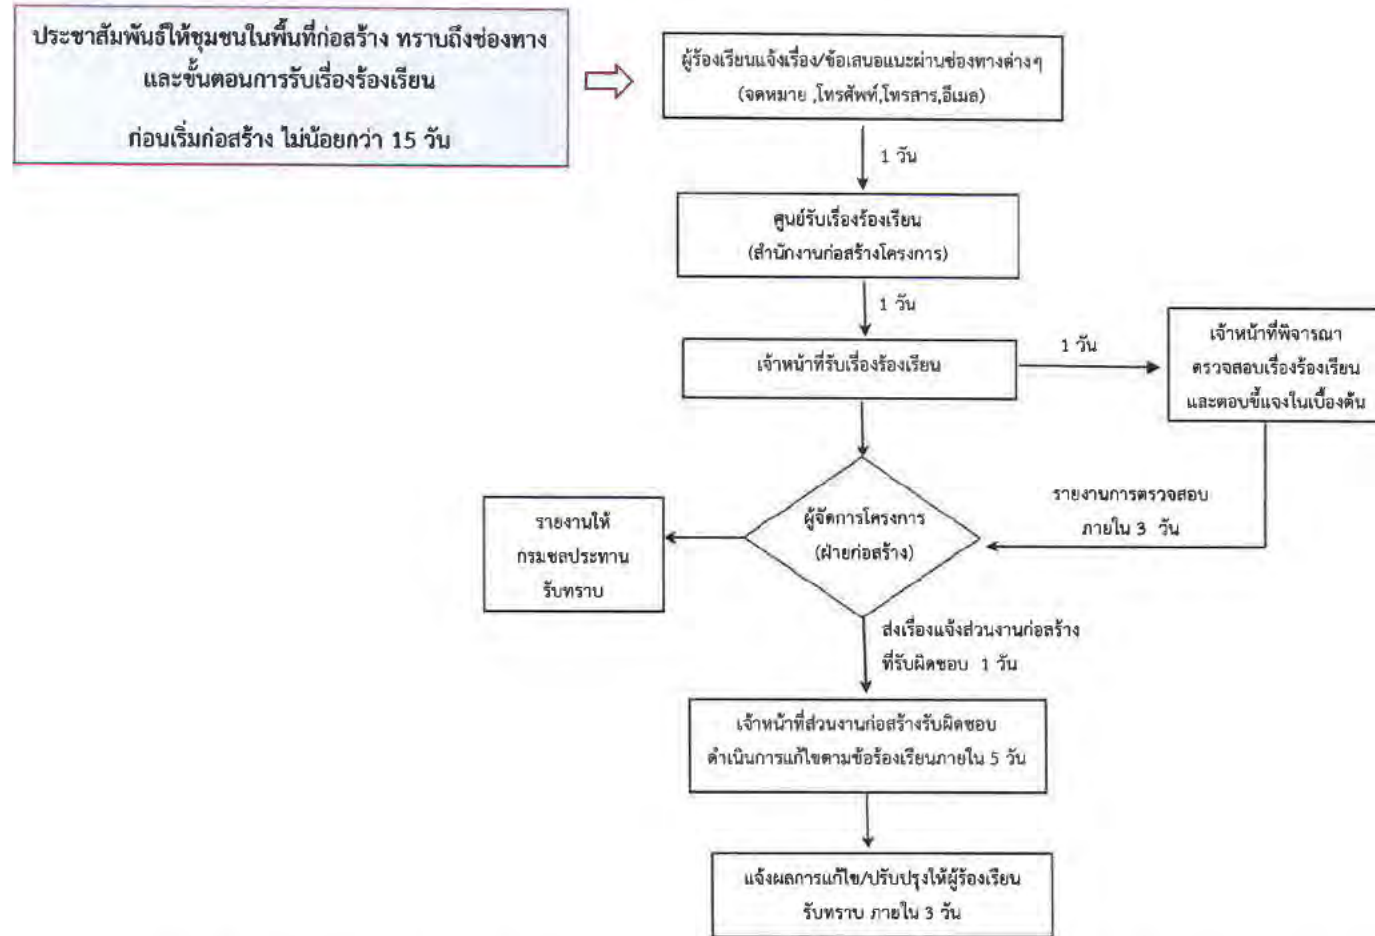 ประชาสัมพันธ์ให้ชุมชนในพื้นที่ก่อสร้าง ทราบถึงช่องทาง
และขั้นตอนการรับเรื่องร้องเรียน
ก่อนเริ่มก่อสร้าง ไม่น้อยกว่า 15 วัน
ผู้ร้องเรียนแจ้งเรื่อง/ข้อเสนอแนะผ่านช่องทางต่างๆ
(จดหมาย ,โทรศัพท์,โทรสาร,อีเมล)
1 วัน
ศูนย์รับเรื่องร้องเรียน
(สำนักงานก่อสร้างโครงการ)
1 วัน
เจ้าหน้าที่รับเรื่องร้องเรียน
1 วัน
เจ้าหน้าที่พิจารณา
ตรวจสอบเรื่องร้องเรียน
และตอบชี้แจงในเบื้องต้น
รายงานการตรวจสอบ
ภายใน 3 วัน
ผู้จัดการโครงการ
(ฝ่ายก่อสร้าง)
รายงานให้
กรมชลประทาน
รับทราบ
ส่งเรื่องแจ้งส่วนงานก่อสร้าง
ที่รับผิดชอบ 1 วัน
เจ้าหน้าที่ส่วนงานก่อสร้างรับผิดชอบ
ดำเนินการแก้ไขตามข้อร้องเรียนภายใน 5 วัน
แจ้งผลการแก้ไข/ปรับปรุงให้ผู้ร้องเรียน
รับทราบ ภายใน 3 วัน